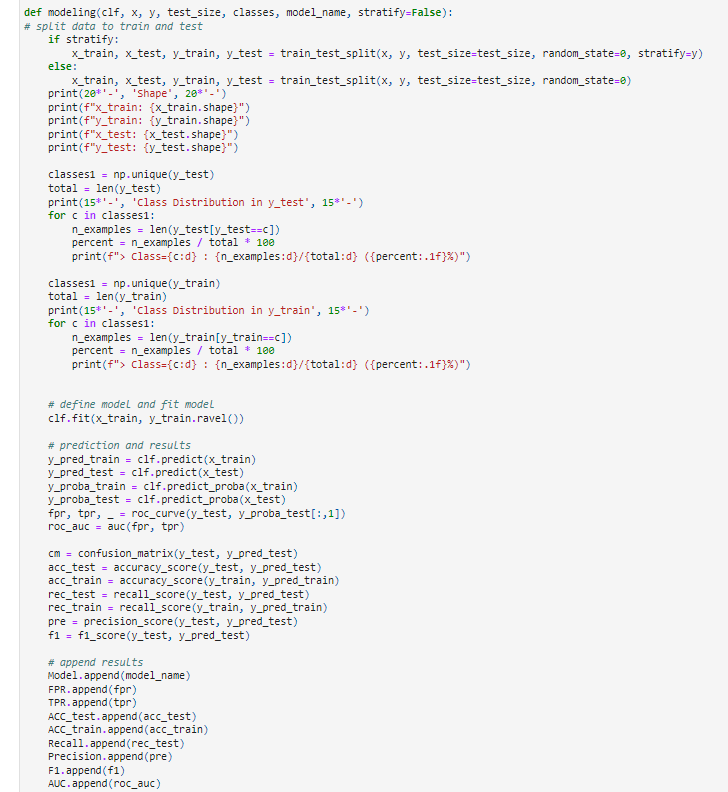 def modeling(clf, x, y, test_size, classes, model_name, stratify=False):
# split data to train and test
    if stratify:
        x_train, x_test, y_train, y_test = train_test_split(x, y, test_size=test_size, random_state=0, stratify=y)
    else:
        x_train, x_test, y_train, y_test = train_test_split(x, y, test_size=test_size, random_state=0)
    print(20*'-', 'Shape', 20*'-')
    print(f"x_train: {x_train.shape}")
    print(f"y_train: {y_train.shape}")
    print(f"x_test: {x_test.shape}")
    print(f"y_test: {y_test.shape}")

    classes1 = np.unique(y_test)
    total = len(y_test)
    print(15*'-', 'Class Distribution in y_test', 15*'-')
    for c in classes1:
        n_examples = len(y_test[y_test==c])
        percent = n_examples / total * 100
        print(f"> Class={c:d} : {n_examples:d}/{total:d} ({percent:.1f}%)")

    classes1 = np.unique(y_train)
    total = len(y_train)
    print(15*'-', 'Class Distribution in y_train', 15*'-')
    for c in classes1:
        n_examples = len(y_train[y_train==c])
        percent = n_examples / total * 100
        print(f"> Class={c:d} : {n_examples:d}/{total:d} ({percent:.1f}%)")

    # define model and fit model
    clf.fit(x_train, y_train.ravel())

    # prediction and results
    y_pred_train = clf.predict(x_train)
    y_pred_test = clf.predict(x_test)
    y_proba_train = clf.predict_proba(x_train)
    y_proba_test = clf.predict_proba(x_test)
    fpr, tpr, _ = roc_curve(y_test, y_proba_test[:,1])
    roc_auc = auc(fpr, tpr)

    cm = confusion_matrix(y_test, y_pred_test)
    acc_test = accuracy_score(y_test, y_pred_test)
    acc_train = accuracy_score(y_train, y_pred_train)
    rec_test = recall_score(y_test, y_pred_test)
    rec_train = recall_score(y_train, y_pred_train)
    pre = precision_score(y_test, y_pred_test)
    f1 = f1_score(y_test, y_pred_test)

    # append results
    Model.append(model_name)
    FPR.append(fpr)
    TPR.append(tpr)
    ACC_test.append(acc_test)
    ACC_train.append(acc_train)
    Recall.append(rec_test)
    Precision.append(pre)
    F1.append(f1)
    AUC.append(roc_auc)